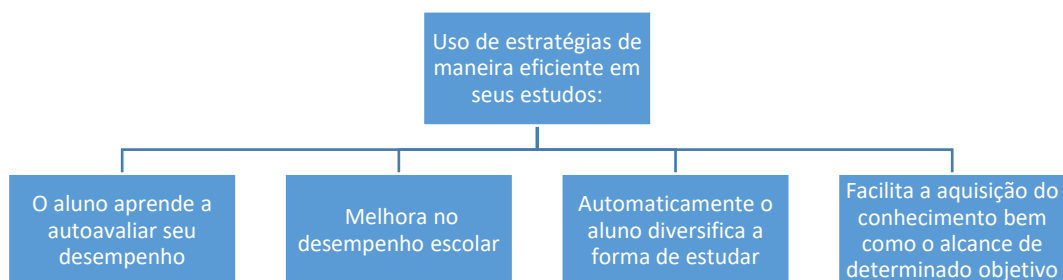 Uso de estratégias de
maneira eficiente em
seus estudos:
O aluno aprende a
autoavaliar seu
desempenho
Melhora no
desempenho escolar
Automaticamente o
aluno diversifica a
forma de estudar
Facilita a aquisição do
conhecimento bem
como o alcance de
determinado objetivo